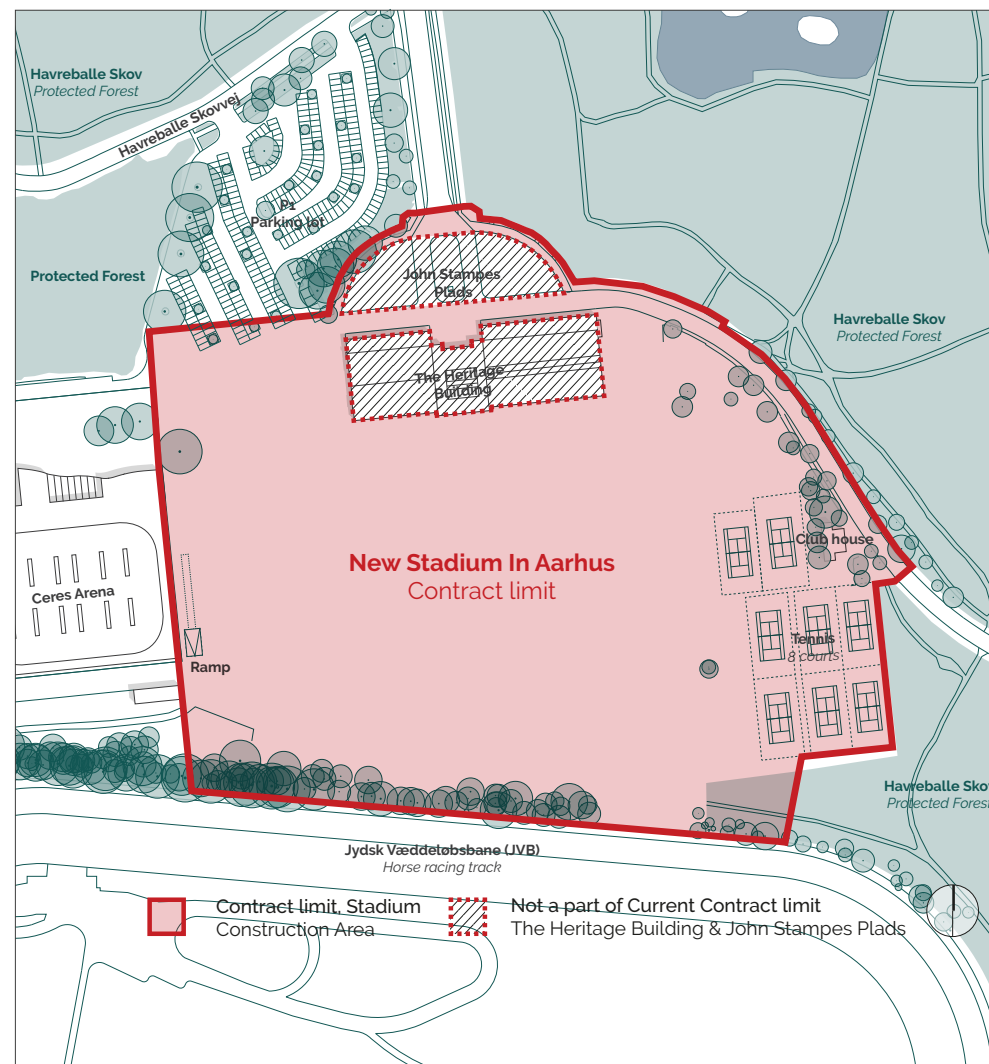 Havreballe Skov
Protected Forest
Havreballe Skovvej
P1
Parking lot
Protected Forest
John Stampes
Plads
Havreballe Skov
Protected Forest
The Heritage
Building
New Stadium In Aarhus
Contract limit
Club house
Ceres Arena
Tennis
8 courts
Ramp
Havreballe Skov
Protected Forest
Jydsk Væddeløbsbane (JVB)
Horse racing track
Contract limit, Stadium
Construction Area
Not a part of Current Contract limit
The Heritage Building & John Stampes Plads